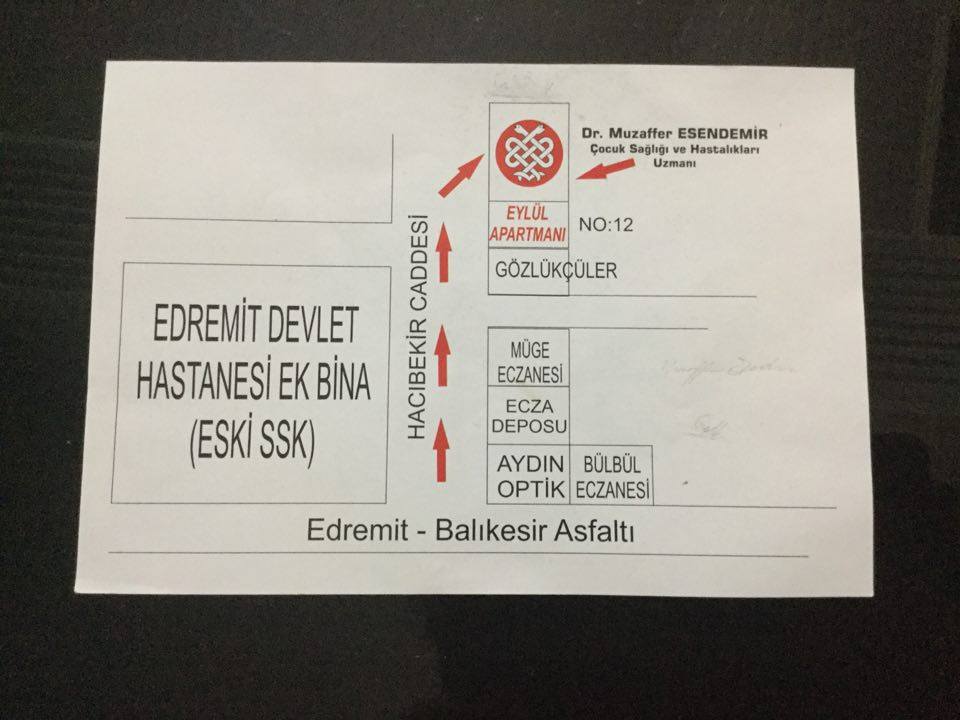 Dr. Muzaffer ESENDEMİR
Çocuk Sağlığı ve Hastalıkları
Uzmanı
EYLÜL
APARTMANI
NO:12
GÖZLÜKÇÜLER
HACIBEKİR CADDESİ
EDREMİT DEVLET
HASTANESİ EK BİNA
(ESKİ SSK)
MÜGE
ECZANESİ
ECZA
DEPOSU
AYDIN
OPTİK
BÜLBÜL
ECZANESİ
Edremit - Balıkesir Asfaltı